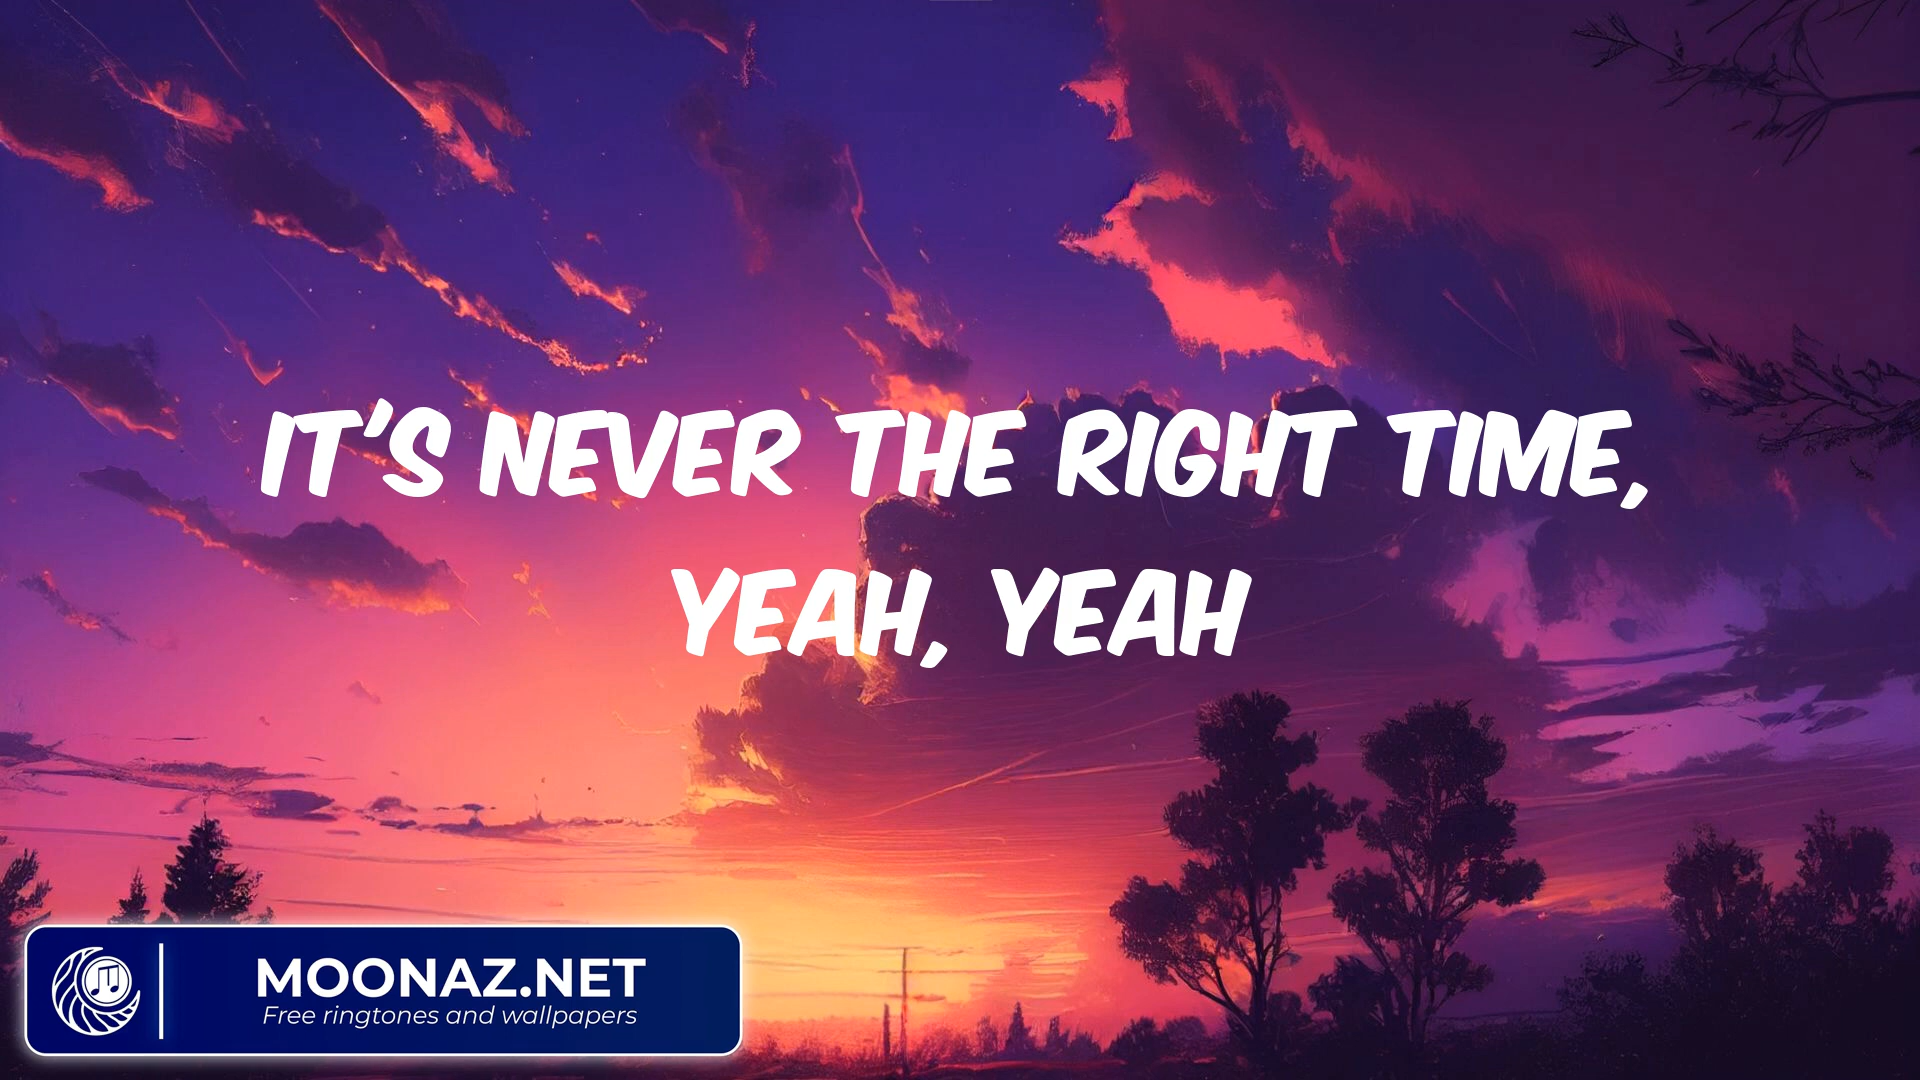 IT'S NEVER THE RIGHT TIME,
YEAH, YEAH
MOONAZ.NET
Free ringtones and wallpapers